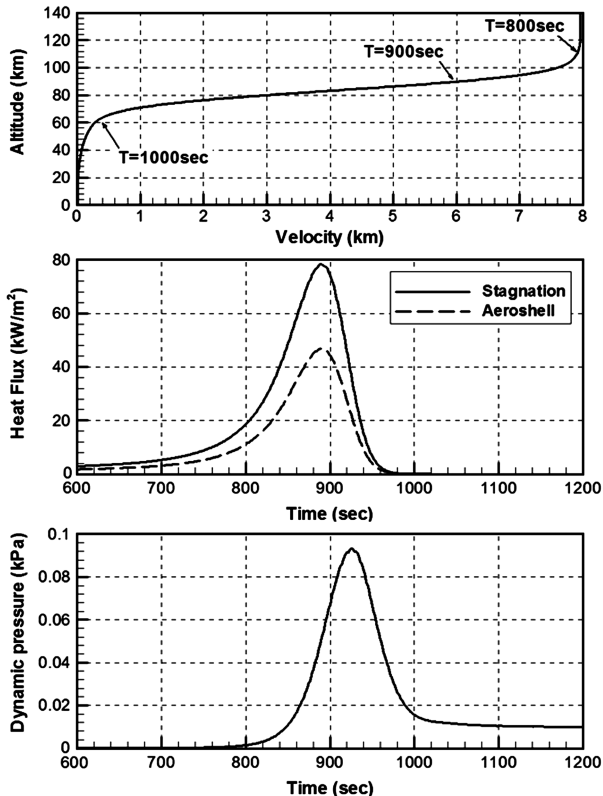 140
120
100
80
60
40
20
0
Altitude (km)
T=800sec
T=900sec
T=1000sec
0 1 2 3 4 5 6 7 8
Velocity (km)
80
60
40
20
0
Heat Flux (kW/m²)
Stagnation
Aeroshell
600 700 800 900 1000 1100 1200
Time (sec)
0.1
0.08
0.06
0.04
0.02
0
Dynamic pressure (kPa)
600 700 800 900 1000 1100 1200
Time (sec)